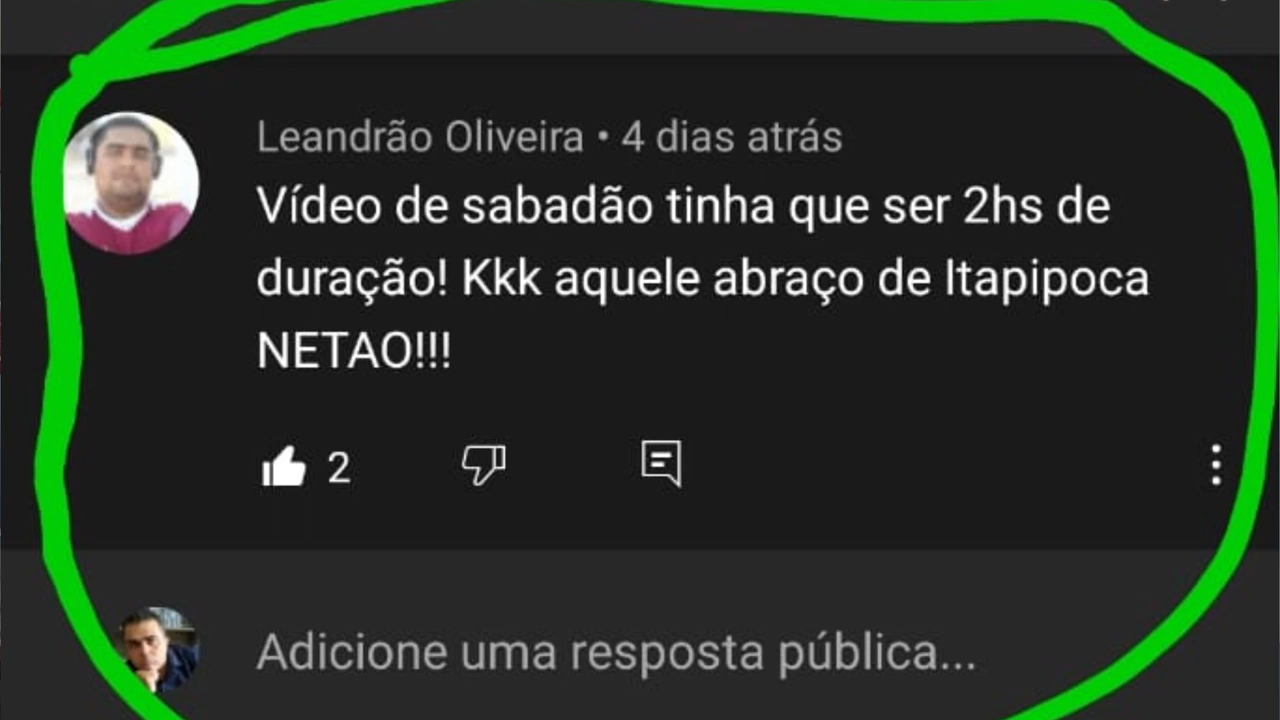 Leandrão Oliveira • 4 dias atrás
Vídeo de sabadão tinha que ser 2hs de
duração! Kkk aquele abraço de Itapipoca
NETAO!!!
2
Adicione uma resposta pública...